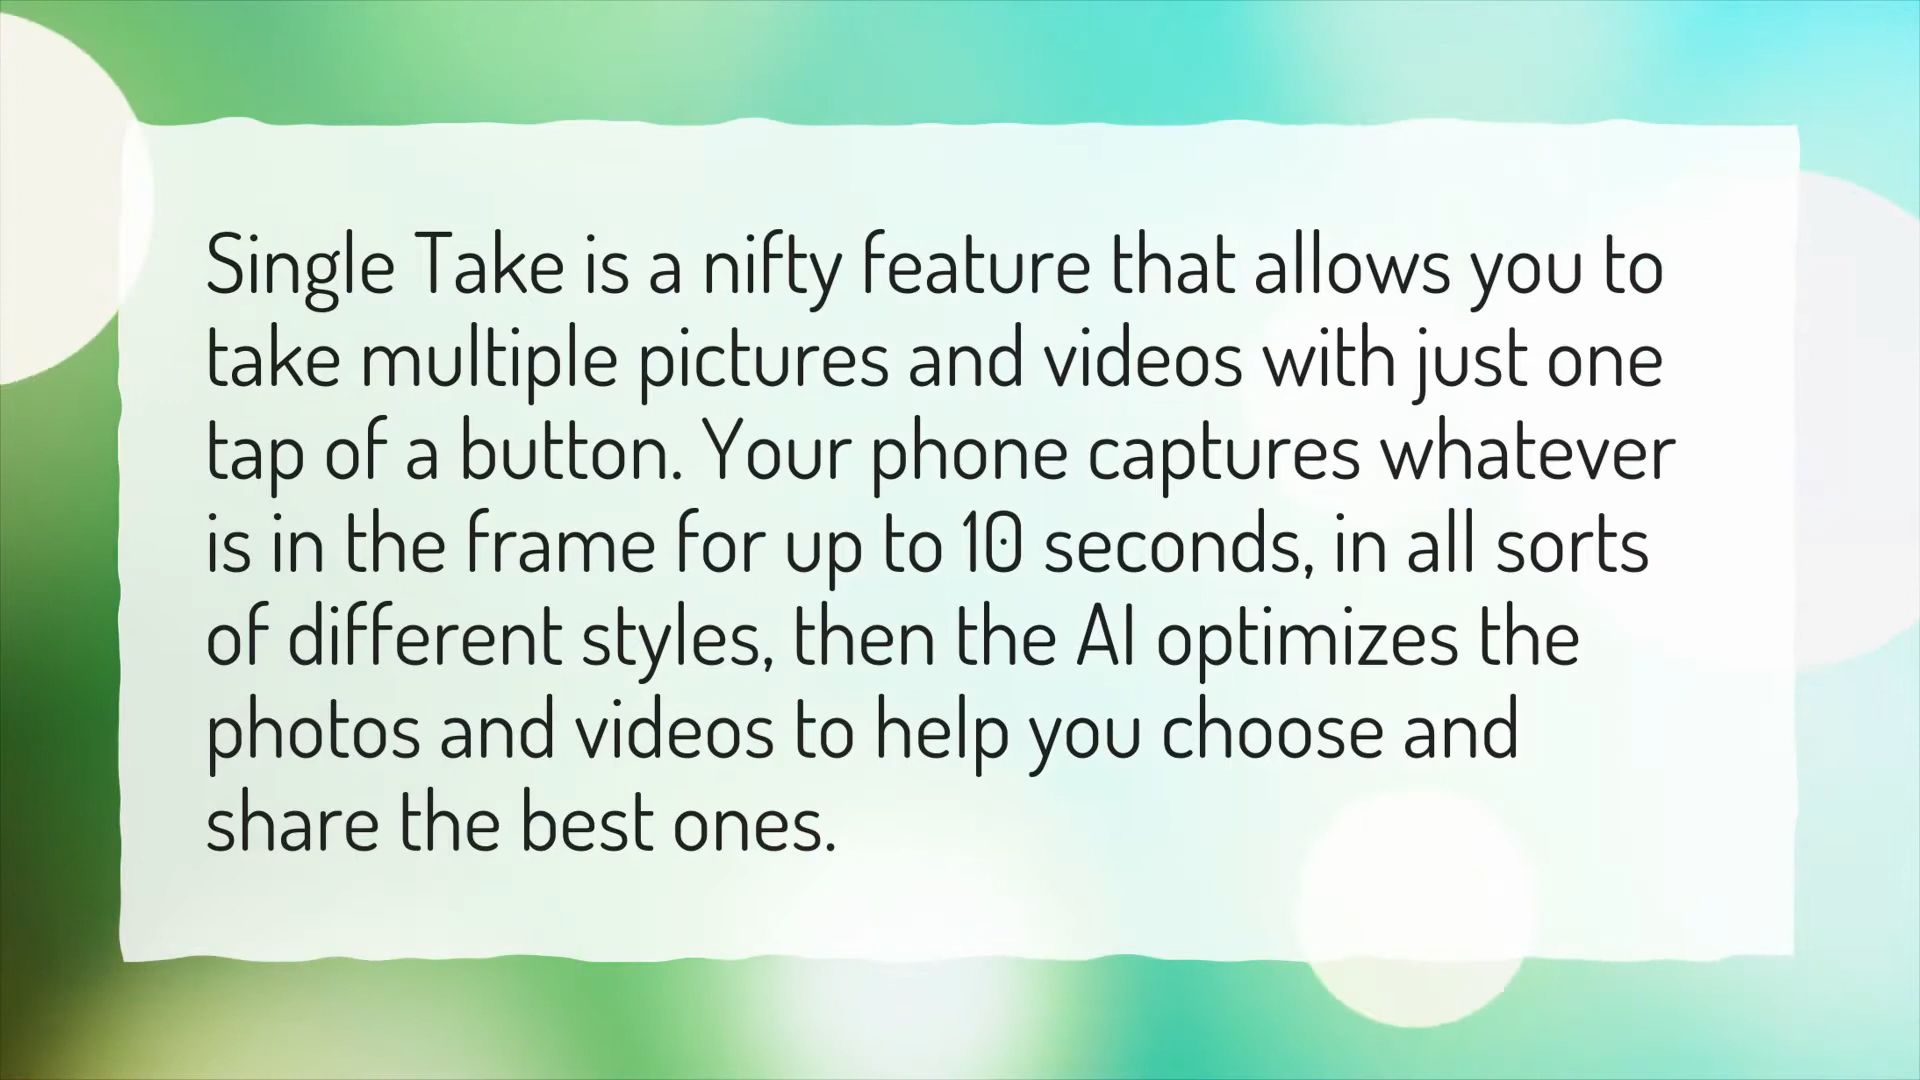 Single Take is a nifty feature that allows you to
take multiple pictures and videos with just one
tap of a button. Your phone captures whatever
is in the frame for up to 10 seconds, in all sorts
of different styles, then the AI optimizes the
photos and videos to help you choose and
share the best ones.